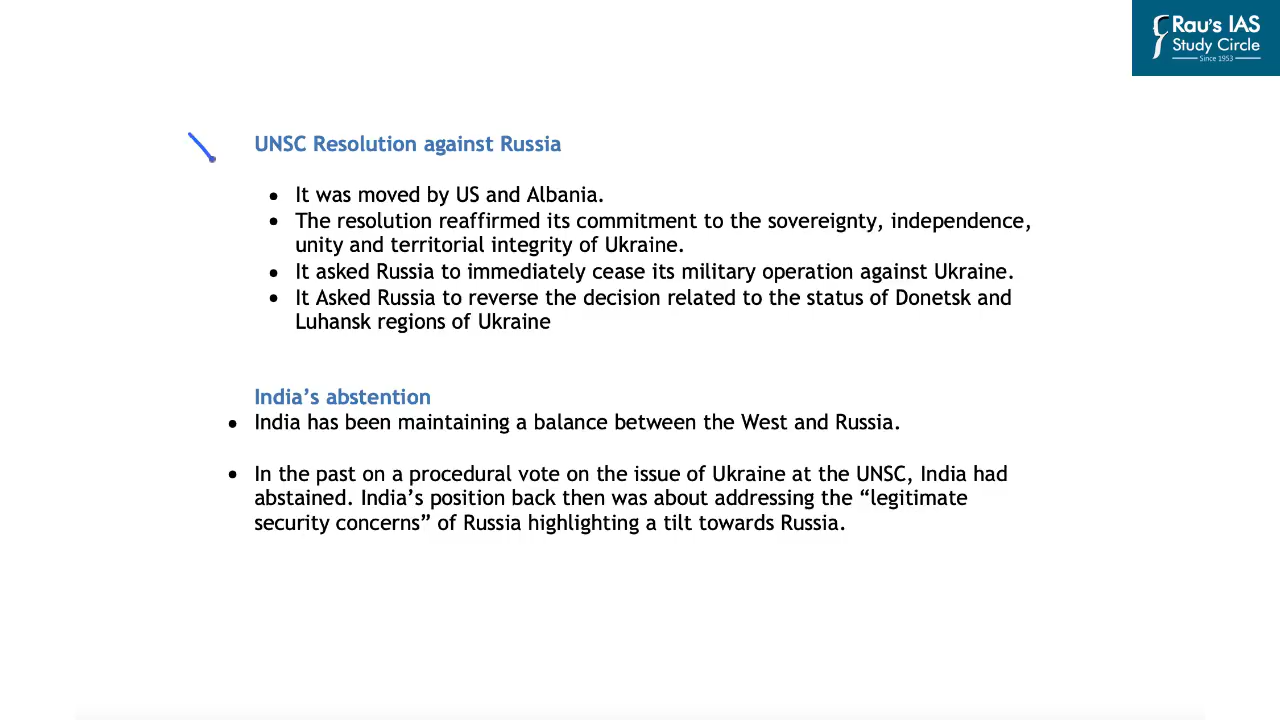 Rau's IAS
Study Circle
Since 1953
UNSC Resolution against Russia
• It was moved by US and Albania.
• The resolution reaffirmed its commitment to the sovereignty, independence,
unity and territorial integrity of Ukraine.
• It asked Russia to immediately cease its military operation against Ukraine.
• It Asked Russia to reverse the decision related to the status of Donetsk and
Luhansk regions of Ukraine
India’s abstention
• India has been maintaining a balance between the West and Russia.
• In the past on a procedural vote on the issue of Ukraine at the UNSC, India had
abstained. India’s position back then was about addressing the “legitimate
security concerns” of Russia highlighting a tilt towards Russia.